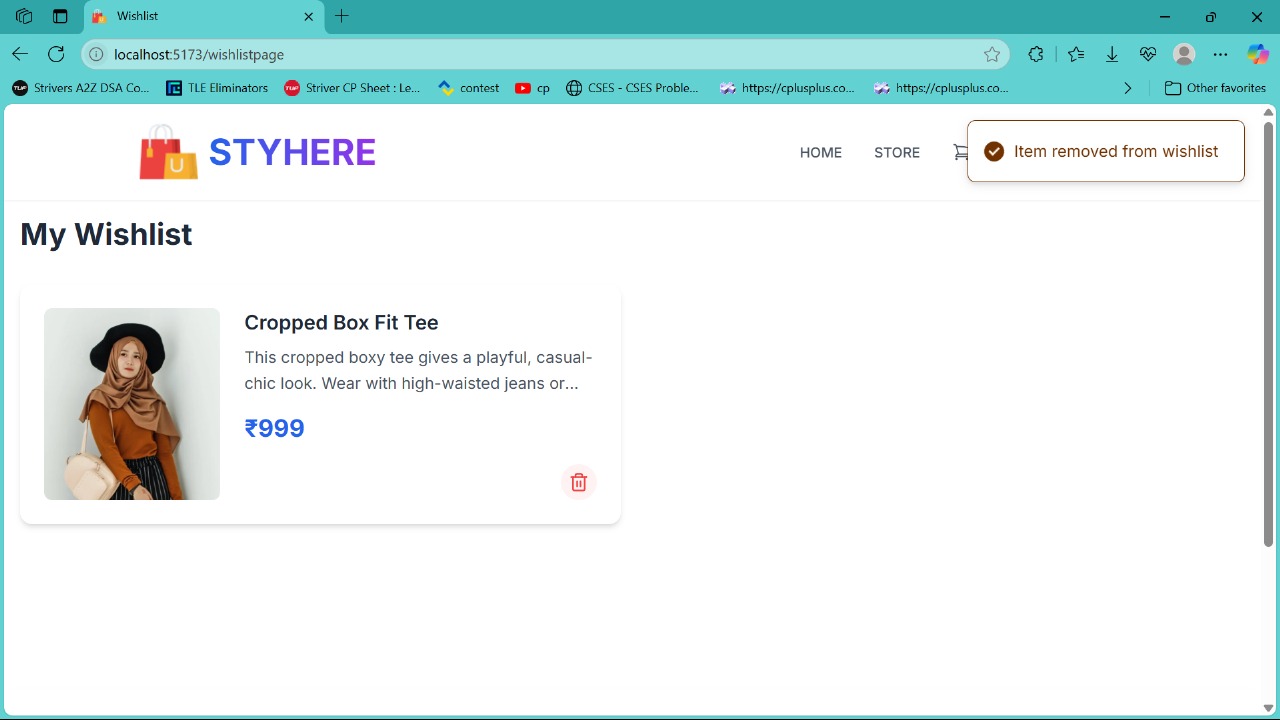 Wishlist
localhost:5173/wishlistpage
TUF Strivers A2Z DSA Co... TLE Eliminators TUF Striver CP Sheet : Le... contest cp CSES - CSES Proble... https://cplusplus.co... https://cplusplus.co... Other favorites
STYHERE HOME STORE Item removed from wishlist
My Wishlist
Cropped Box Fit Tee
This cropped boxy tee gives a playful, casual-
chic look. Wear with high-waisted jeans or...
₹999